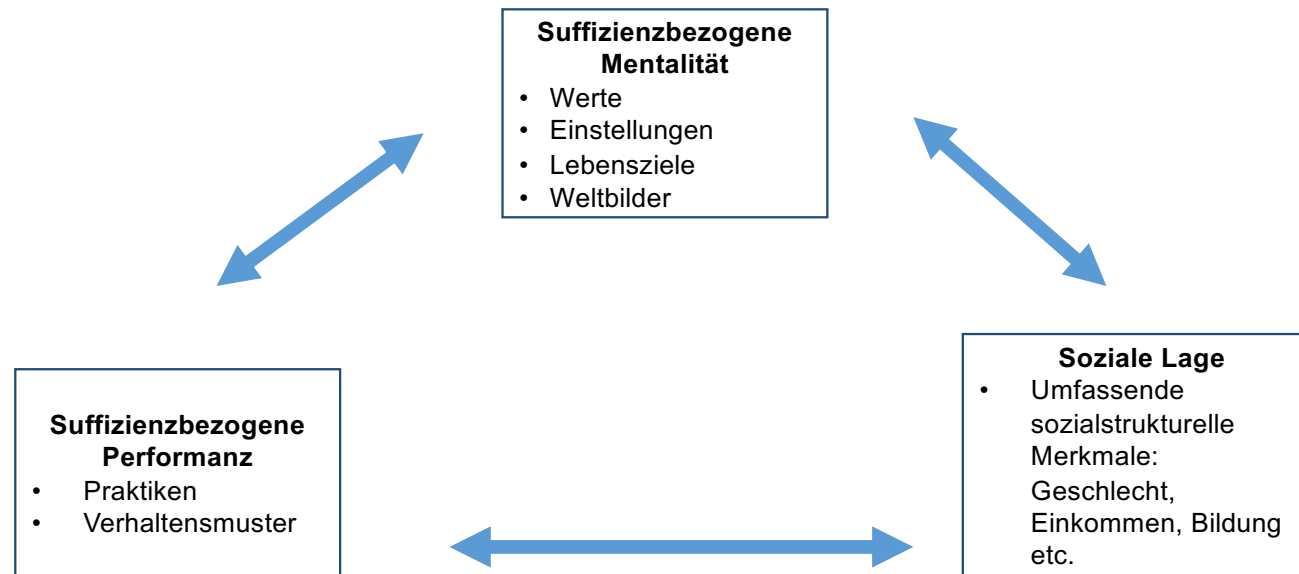 Suffizienzbezogene
Mentalität
• Werte
• Einstellungen
• Lebensziele
• Weltbilder
Suffizienzbezogene
Performanz
• Praktiken
• Verhaltensmuster
Soziale Lage
• Umfassende
sozialstrukturelle
Merkmale:
Geschlecht,
Einkommen, Bildung
etc.